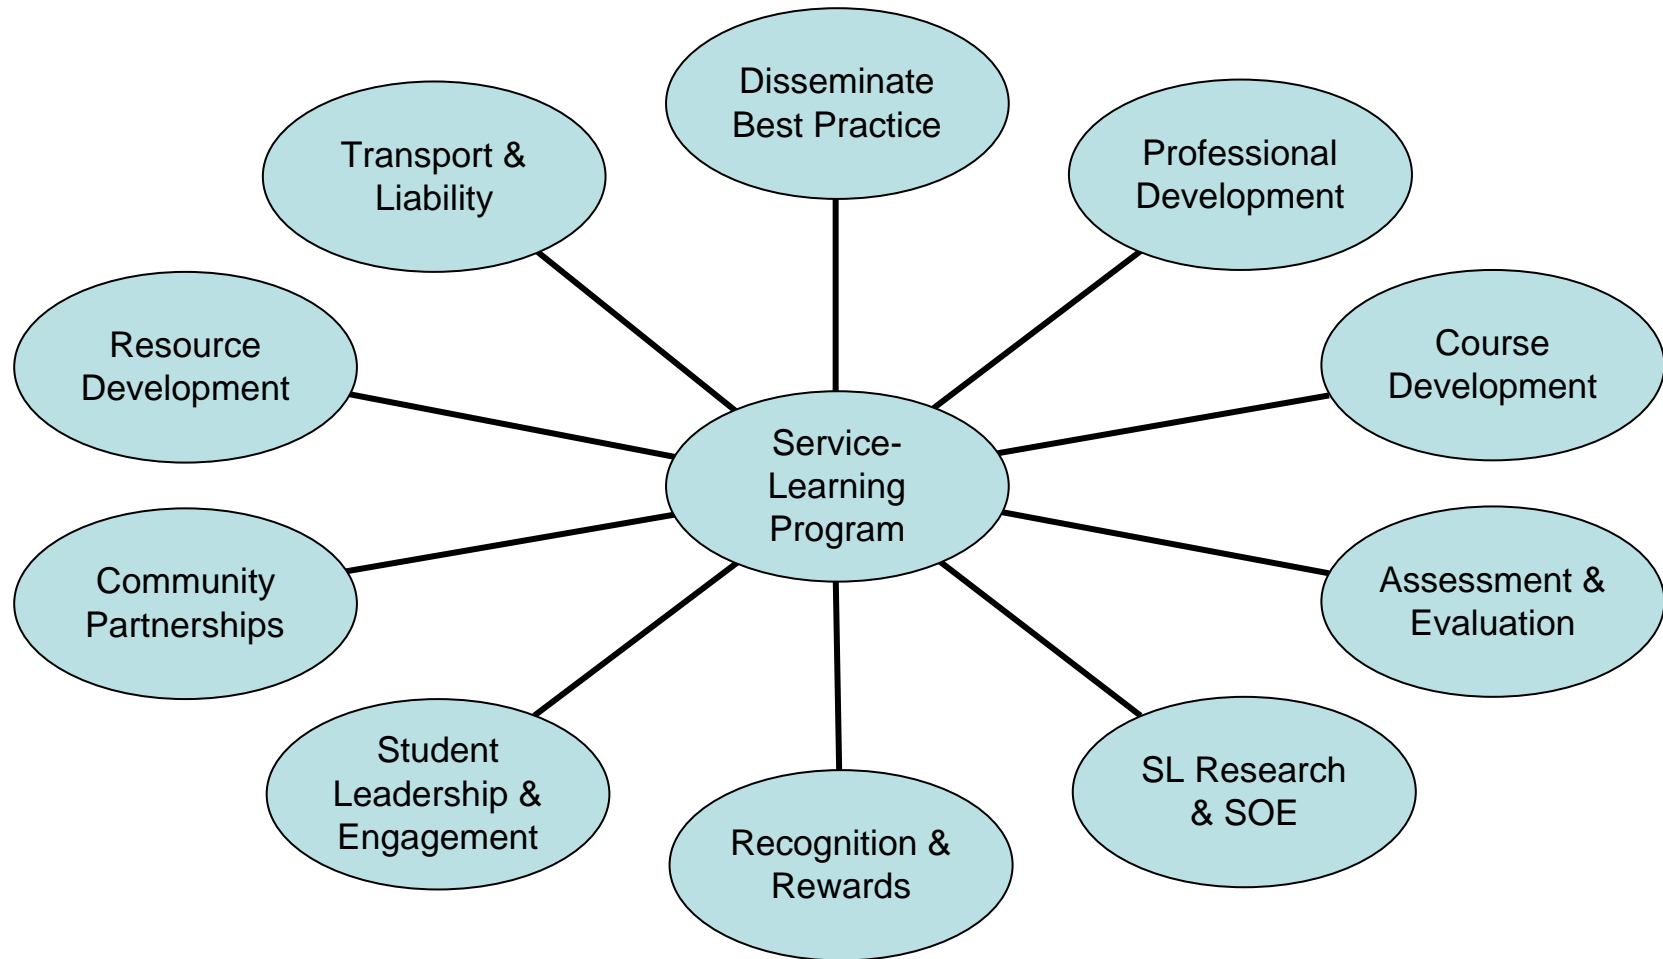 Disseminate
Best Practice
Professional
Development
Course
Development
Assessment &
Evaluation
SL Research
& SOE
Recognition &
Rewards
Student
Leadership &
Engagement
Community
Partnerships
Resource
Development
Transport &
Liability
Service-
Learning
Program